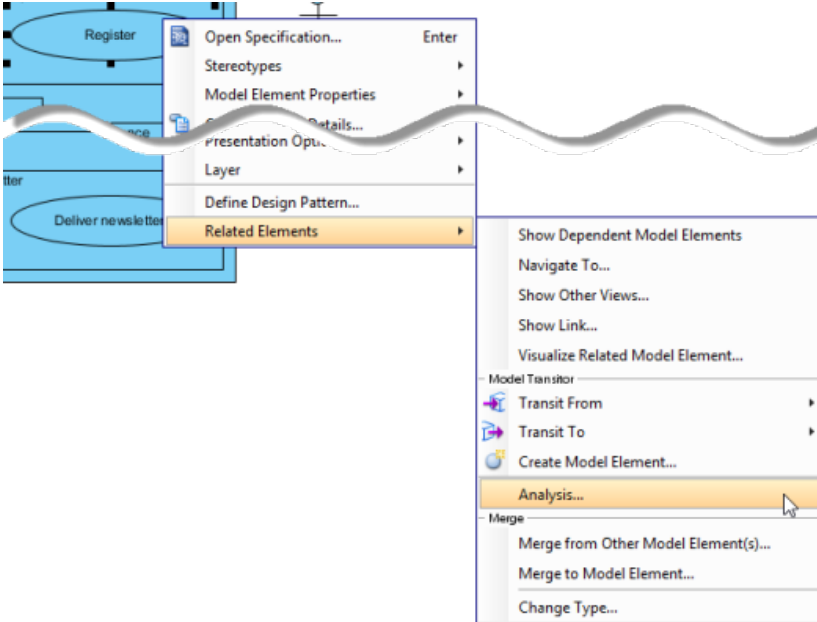 Register
Open Specification... Enter
Stereotypes
Model Element Properties
Details...
Presentation
Layer
tter
Define Design Pattern...
Deliver newsletter
Related Elements
Show Dependent Model Elements
Navigate To...
Show Other Views...
Show Link...
Visualize Related Model Element...
Model Transitor
Transit From
Transit To
Create Model Element...
Analysis...
Merge
Merge from Other Model Element(s)...
Merge to Model Element...
Change Type...